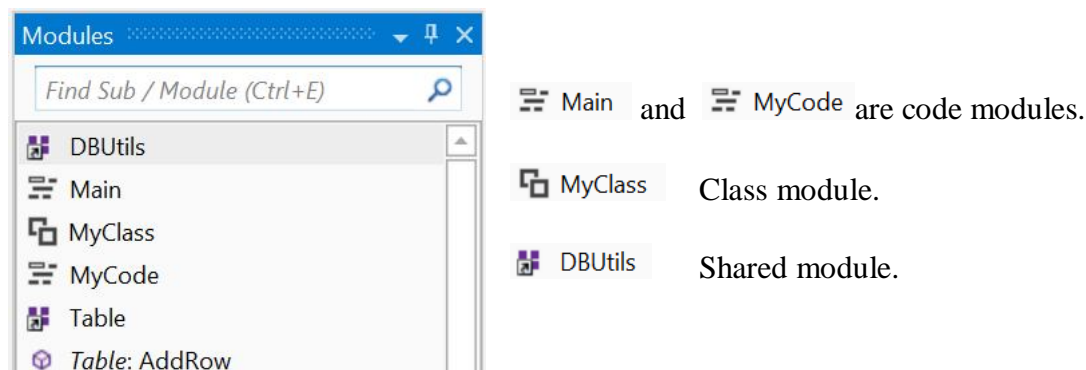 Modules
Find Sub / Module (Ctrl+E)
DBUtils
Main
MyClass
MyCode
Table
Table: AddRow
Main and MyCode are code modules.
MyClass Class module.
DBUtils Shared module.